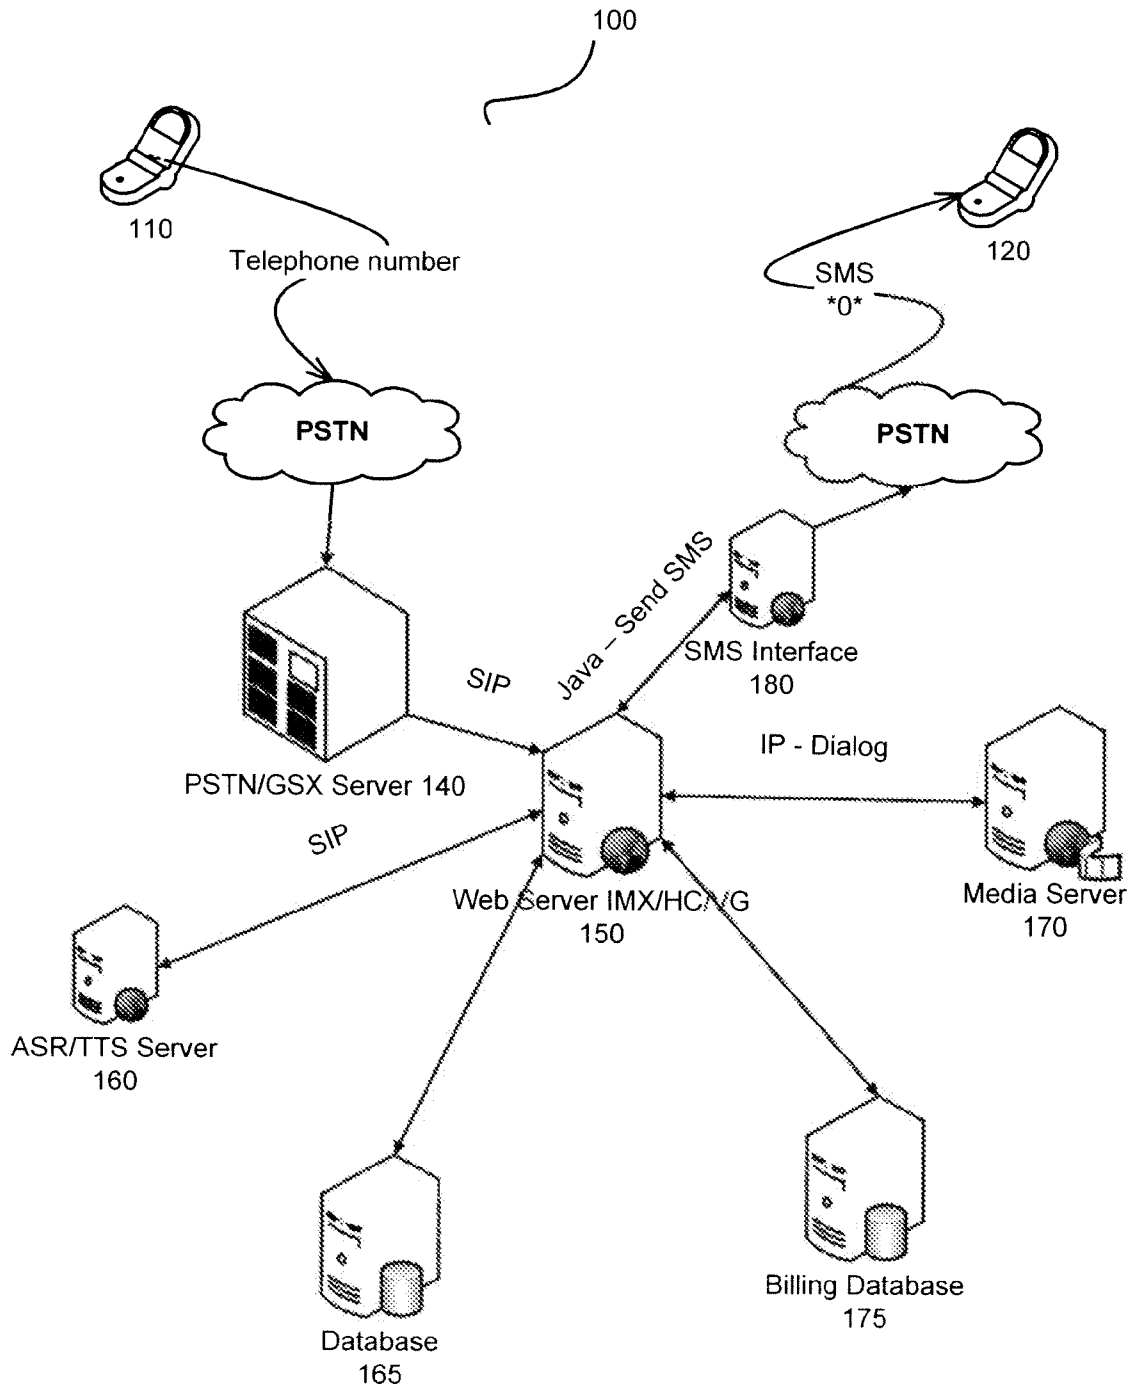 100
110
Telephone number
120
SMS
*0*
PSTN
PSTN
Java – Send SMS
SMS Interface
180
SIP
IP - Dialog
PSTN/GSX Server 140
SIP
Web Server IMX/HC/
150
Media Server
170
ASR/TTS Server
160
Billing Database
175
Database
165